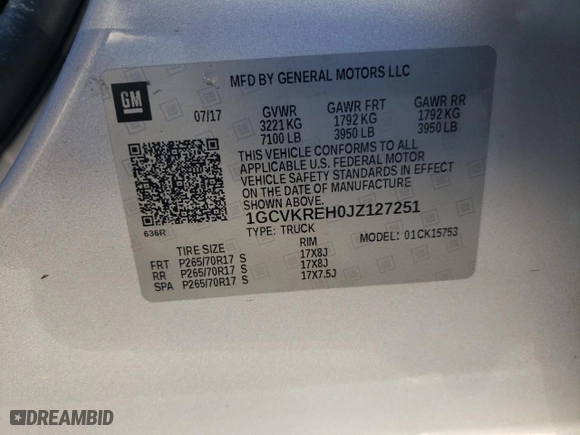 GM
MFD BY GENERAL MOTORS LLC
07/17 GVWR GAWR FRT GAWR RR
3221 KG 1792 KG 1792 KG
7100 LB 3950 LB 3950 LB
THIS VEHICLE CONFORMS TO ALL
APPLICABLE U.S. FEDERAL MOTOR
VEHICLE SAFETY STANDARDS IN EFFECT
ON THE DATE OF MANUFACTURE
SHOWN ABOVE.
1GCVKREH0JZ127251
636R
TYPE: TRUCK MODEL: 01CK15753
TIRE SIZE RIM
FRT P265/70R17 S 17X8J
RR P265/70R17 S 17X8J
SPA P265/70R17 S 17X7.5J
DREAMBID